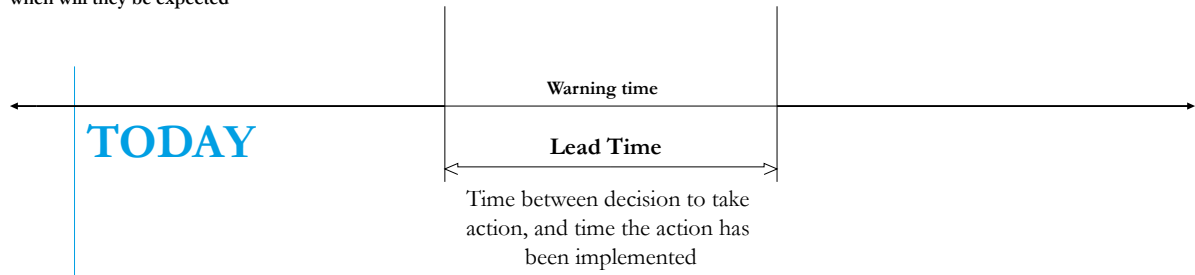 when will they be expected
Warning time
TODAY
Lead Time
Time between decision to take
action, and time the action has
been implemented